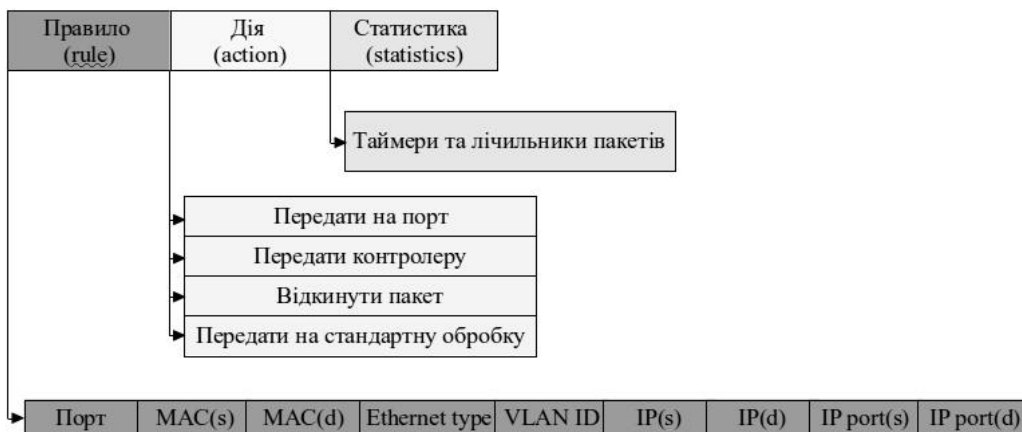 Правило Дія Статистика
(rule) (action) (statistics)
Таймери та лічильники пакетів
Передати на порт
Передати контролеру
Відкинути пакет
Передати на стандартну обробку
Порт MAC(s) MAC(d) Ethernet type VLAN ID IP(s) IP(d) IP port(s) IP port(d)